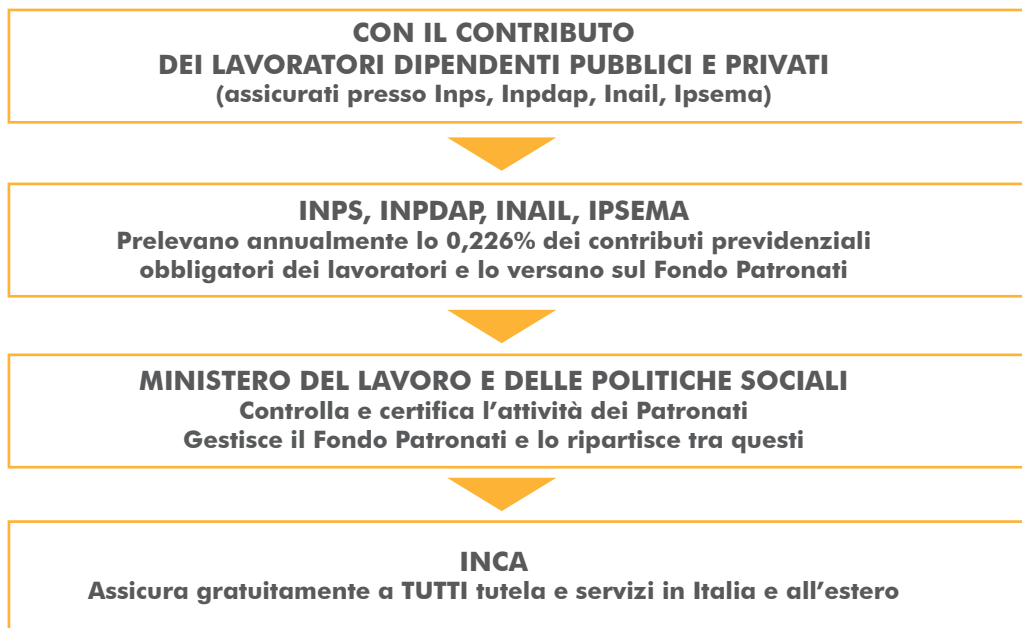 CON IL CONTRIBUTO
DEI LAVORATORI DIPENDENTI PUBBLICI E PRIVATI
(assicurati presso Inps, Inpdap, Inail, Ipsema)
INPS, INPDAP, INAIL, IPSEMA
Prelevano annualmente lo 0,226% dei contributi previdenziali
obbligatori dei lavoratori e lo versano sul Fondo Patronati
MINISTERO DEL LAVORO E DELLE POLITICHE SOCIALI
Controlla e certifica l’attività dei Patronati
Gestisce il Fondo Patronati e lo ripartisce tra questi
INCA
Assicura gratuitamente a TUTTI tutela e servizi in Italia e all’estero